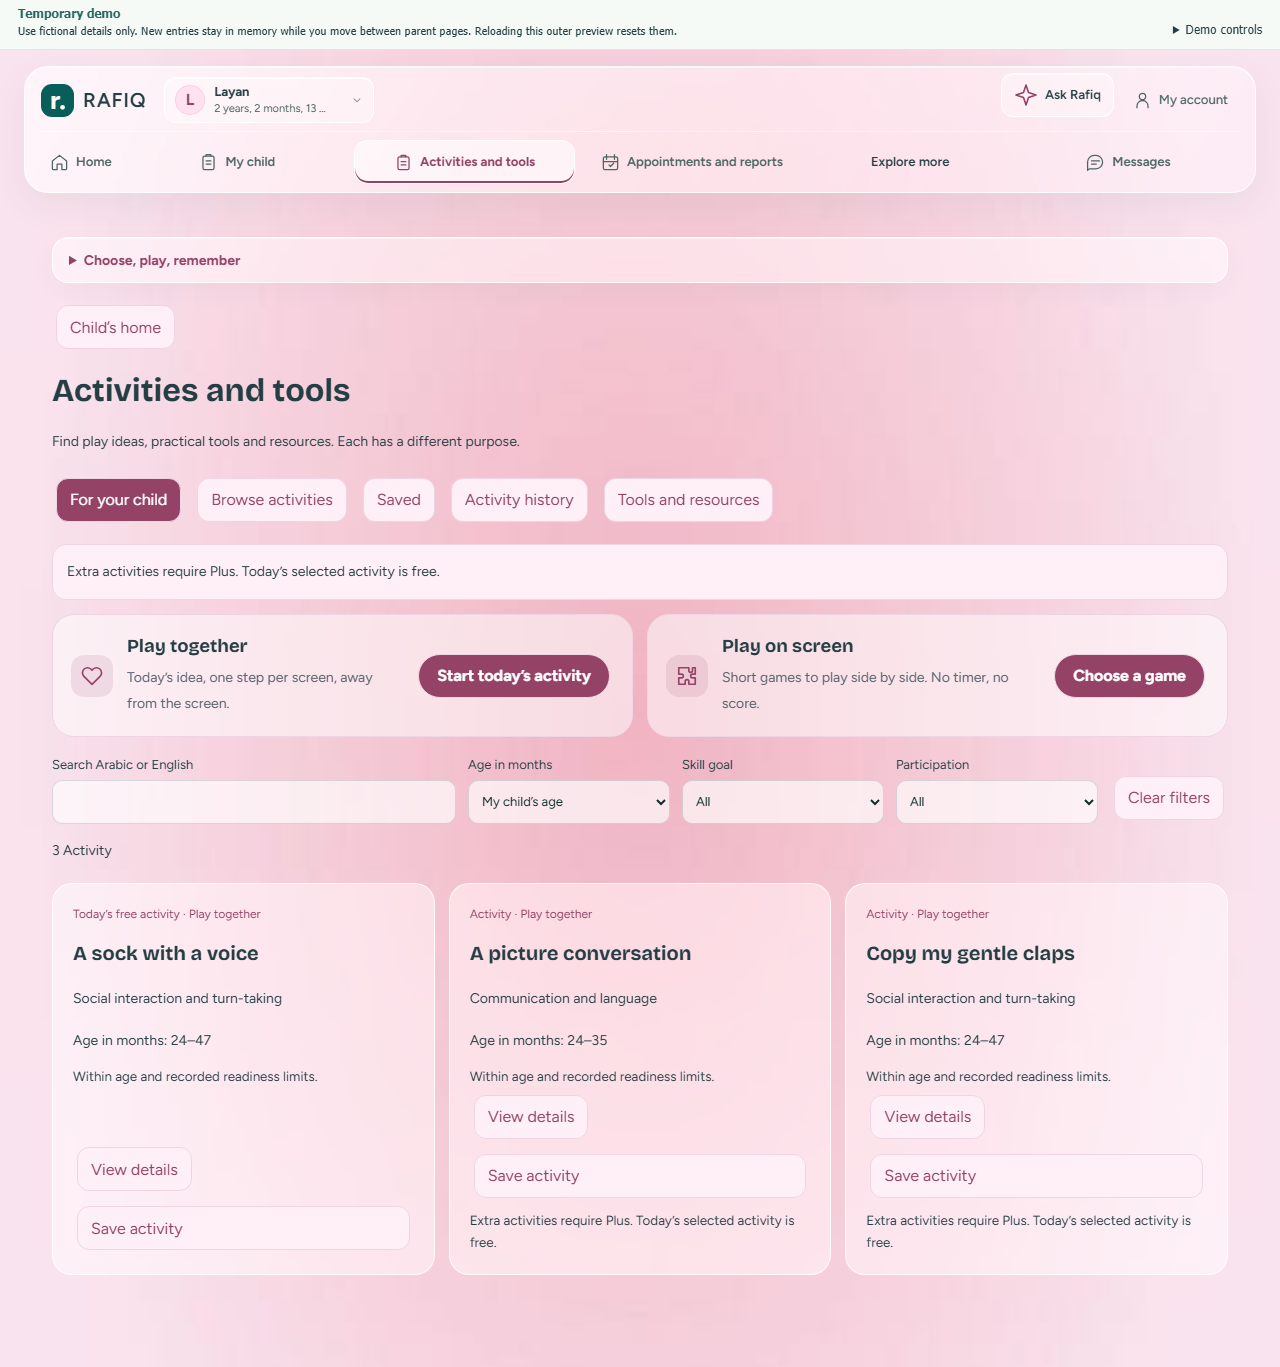 Temporary demo
Use fictional details only. New entries stay in memory while you move between parent pages. Reloading this outer preview resets them.
Demo controls
r. RAFIQ
L
Layan
2 years, 2 months, 13 ...
Ask Rafiq
My account
Home
My child
Activities and tools
Appointments and reports
Explore more
Messages
Choose, play, remember
Child's home
Activities and tools
Find play ideas, practical tools and resources. Each has a different purpose.
For your child
Browse activities
Saved
Activity history
Tools and resources
Extra activities require Plus. Today's selected activity is free.
Play together
Today's idea, one step per screen, away
from the screen.
Start today's activity
Play on screen
Short games to play side by side. No timer, no
score.
Choose a game
Search Arabic or English
Age in months
My child's age
Skill goal
All
Participation
All
Clear filters
3 Activity
Today's free activity · Play together
A sock with a voice
Social interaction and turn-taking
Age in months: 24–47
Within age and recorded readiness limits.
View details
Save activity
Activity · Play together
A picture conversation
Communication and language
Age in months: 24–35
Within age and recorded readiness limits.
View details
Save activity
Extra activities require Plus. Today's selected activity is
free.
Activity · Play together
Copy my gentle claps
Social interaction and turn-taking
Age in months: 24–47
Within age and recorded readiness limits.
View details
Save activity
Extra activities require Plus. Today's selected activity is
free.